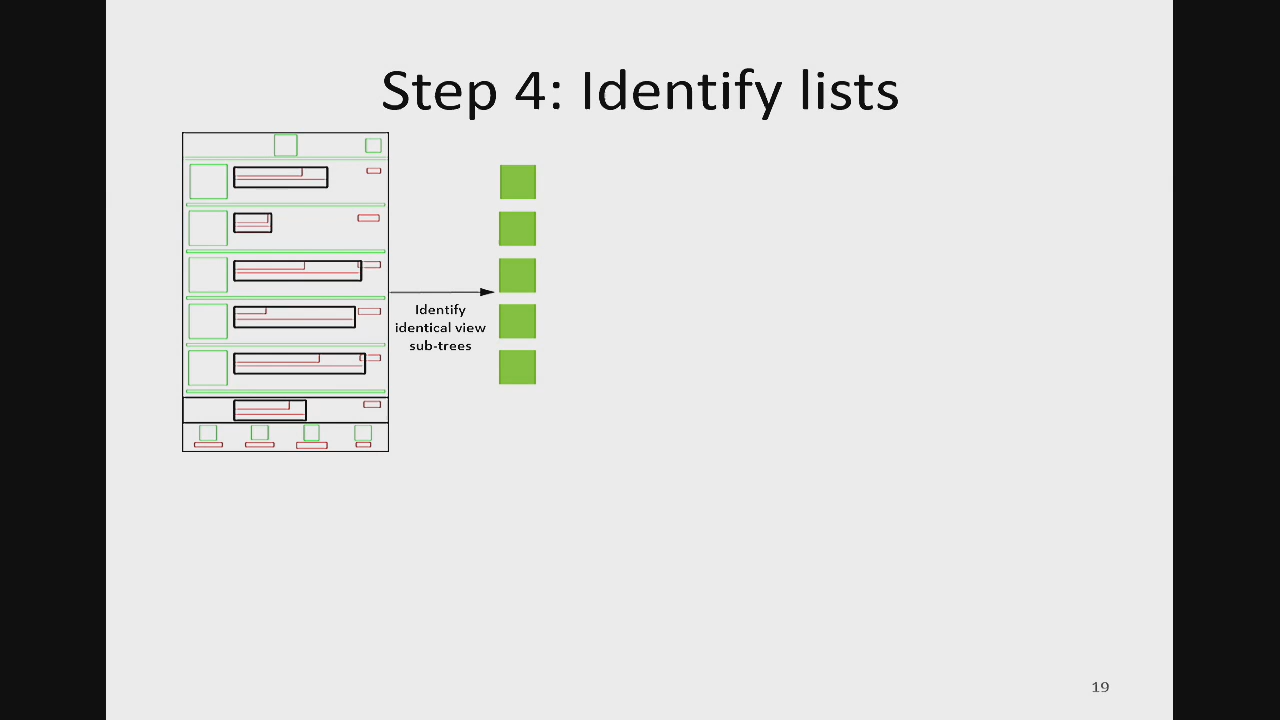 Step 4: Identify lists
Identify
identical view
sub-trees
19